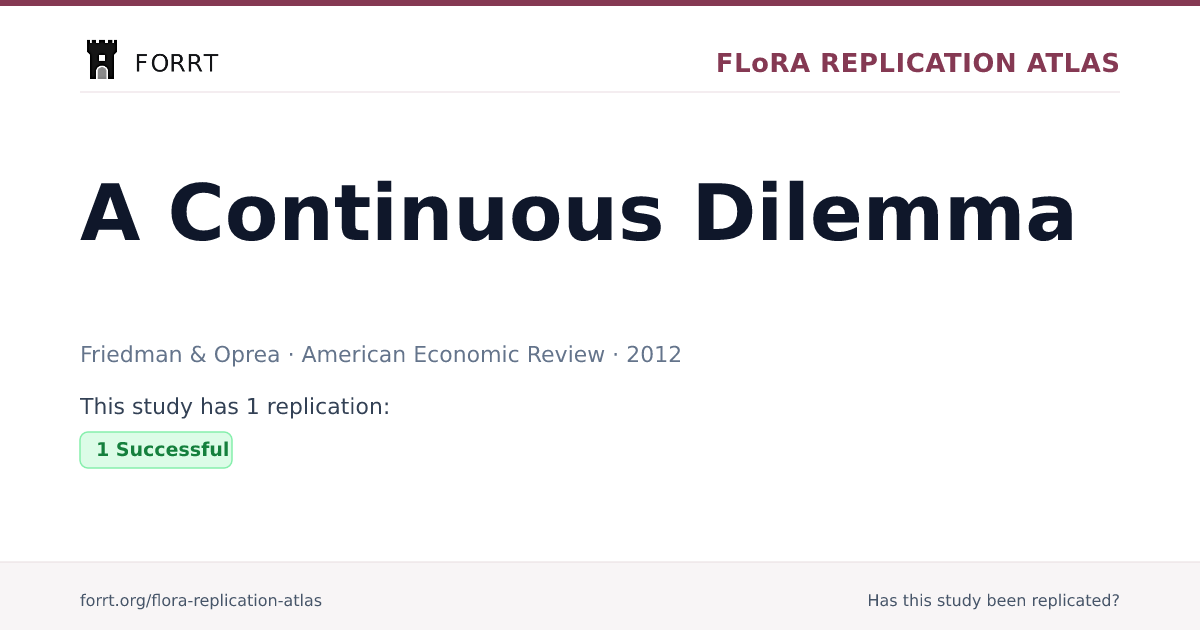 FORRT
FLoRA REPLICATION ATLAS
A Continuous Dilemma
Friedman & Oprea · American Economic Review · 2012
This study has 1 replication:
1 Successful
forrt.org/flora-replication-atlas
Has this study been replicated?